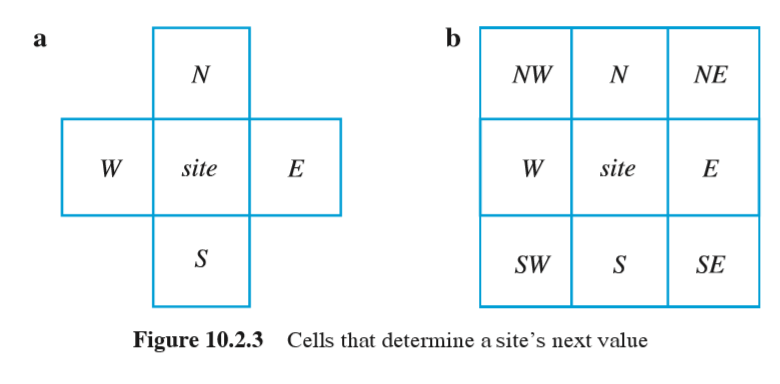 a
N
W site E
S
b
NW N NE
W site E
SW S SE
Figure 10.2.3 Cells that determine a site's next value